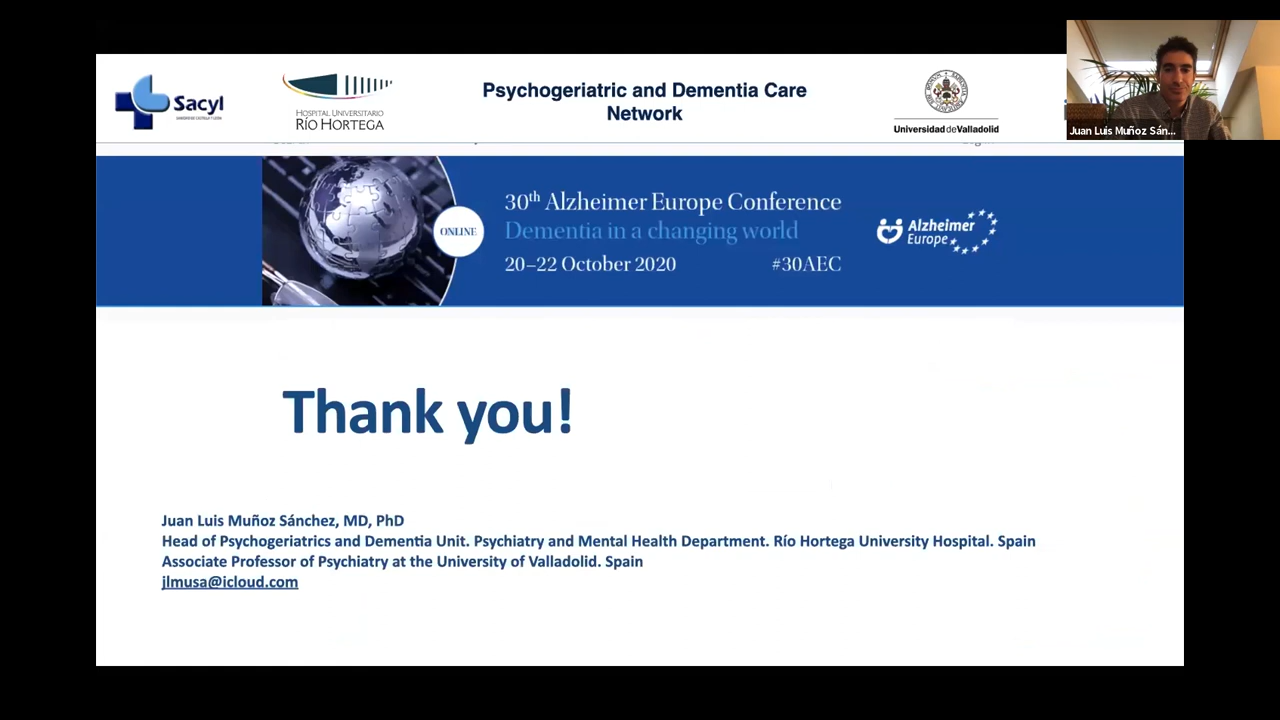 Sacyl
HOSPITAL UNIVERSITARIO
RÍO HORTEGA
Psychogeriatric and Dementia Care
Network
Universidad de Valladolid
Juan Luis Muñoz Sán...
ONLINE
30th Alzheimer Europe Conference
Dementia in a changing world
20–22 October 2020 #30AEC
Alzheimer
Europe
Thank you!
Juan Luis Muñoz Sánchez, MD, PhD
Head of Psychogeriatrics and Dementia Unit. Psychiatry and Mental Health Department. Río Hortega University Hospital. Spain
Associate Professor of Psychiatry at the University of Valladolid. Spain
jlmusa@icloud.com